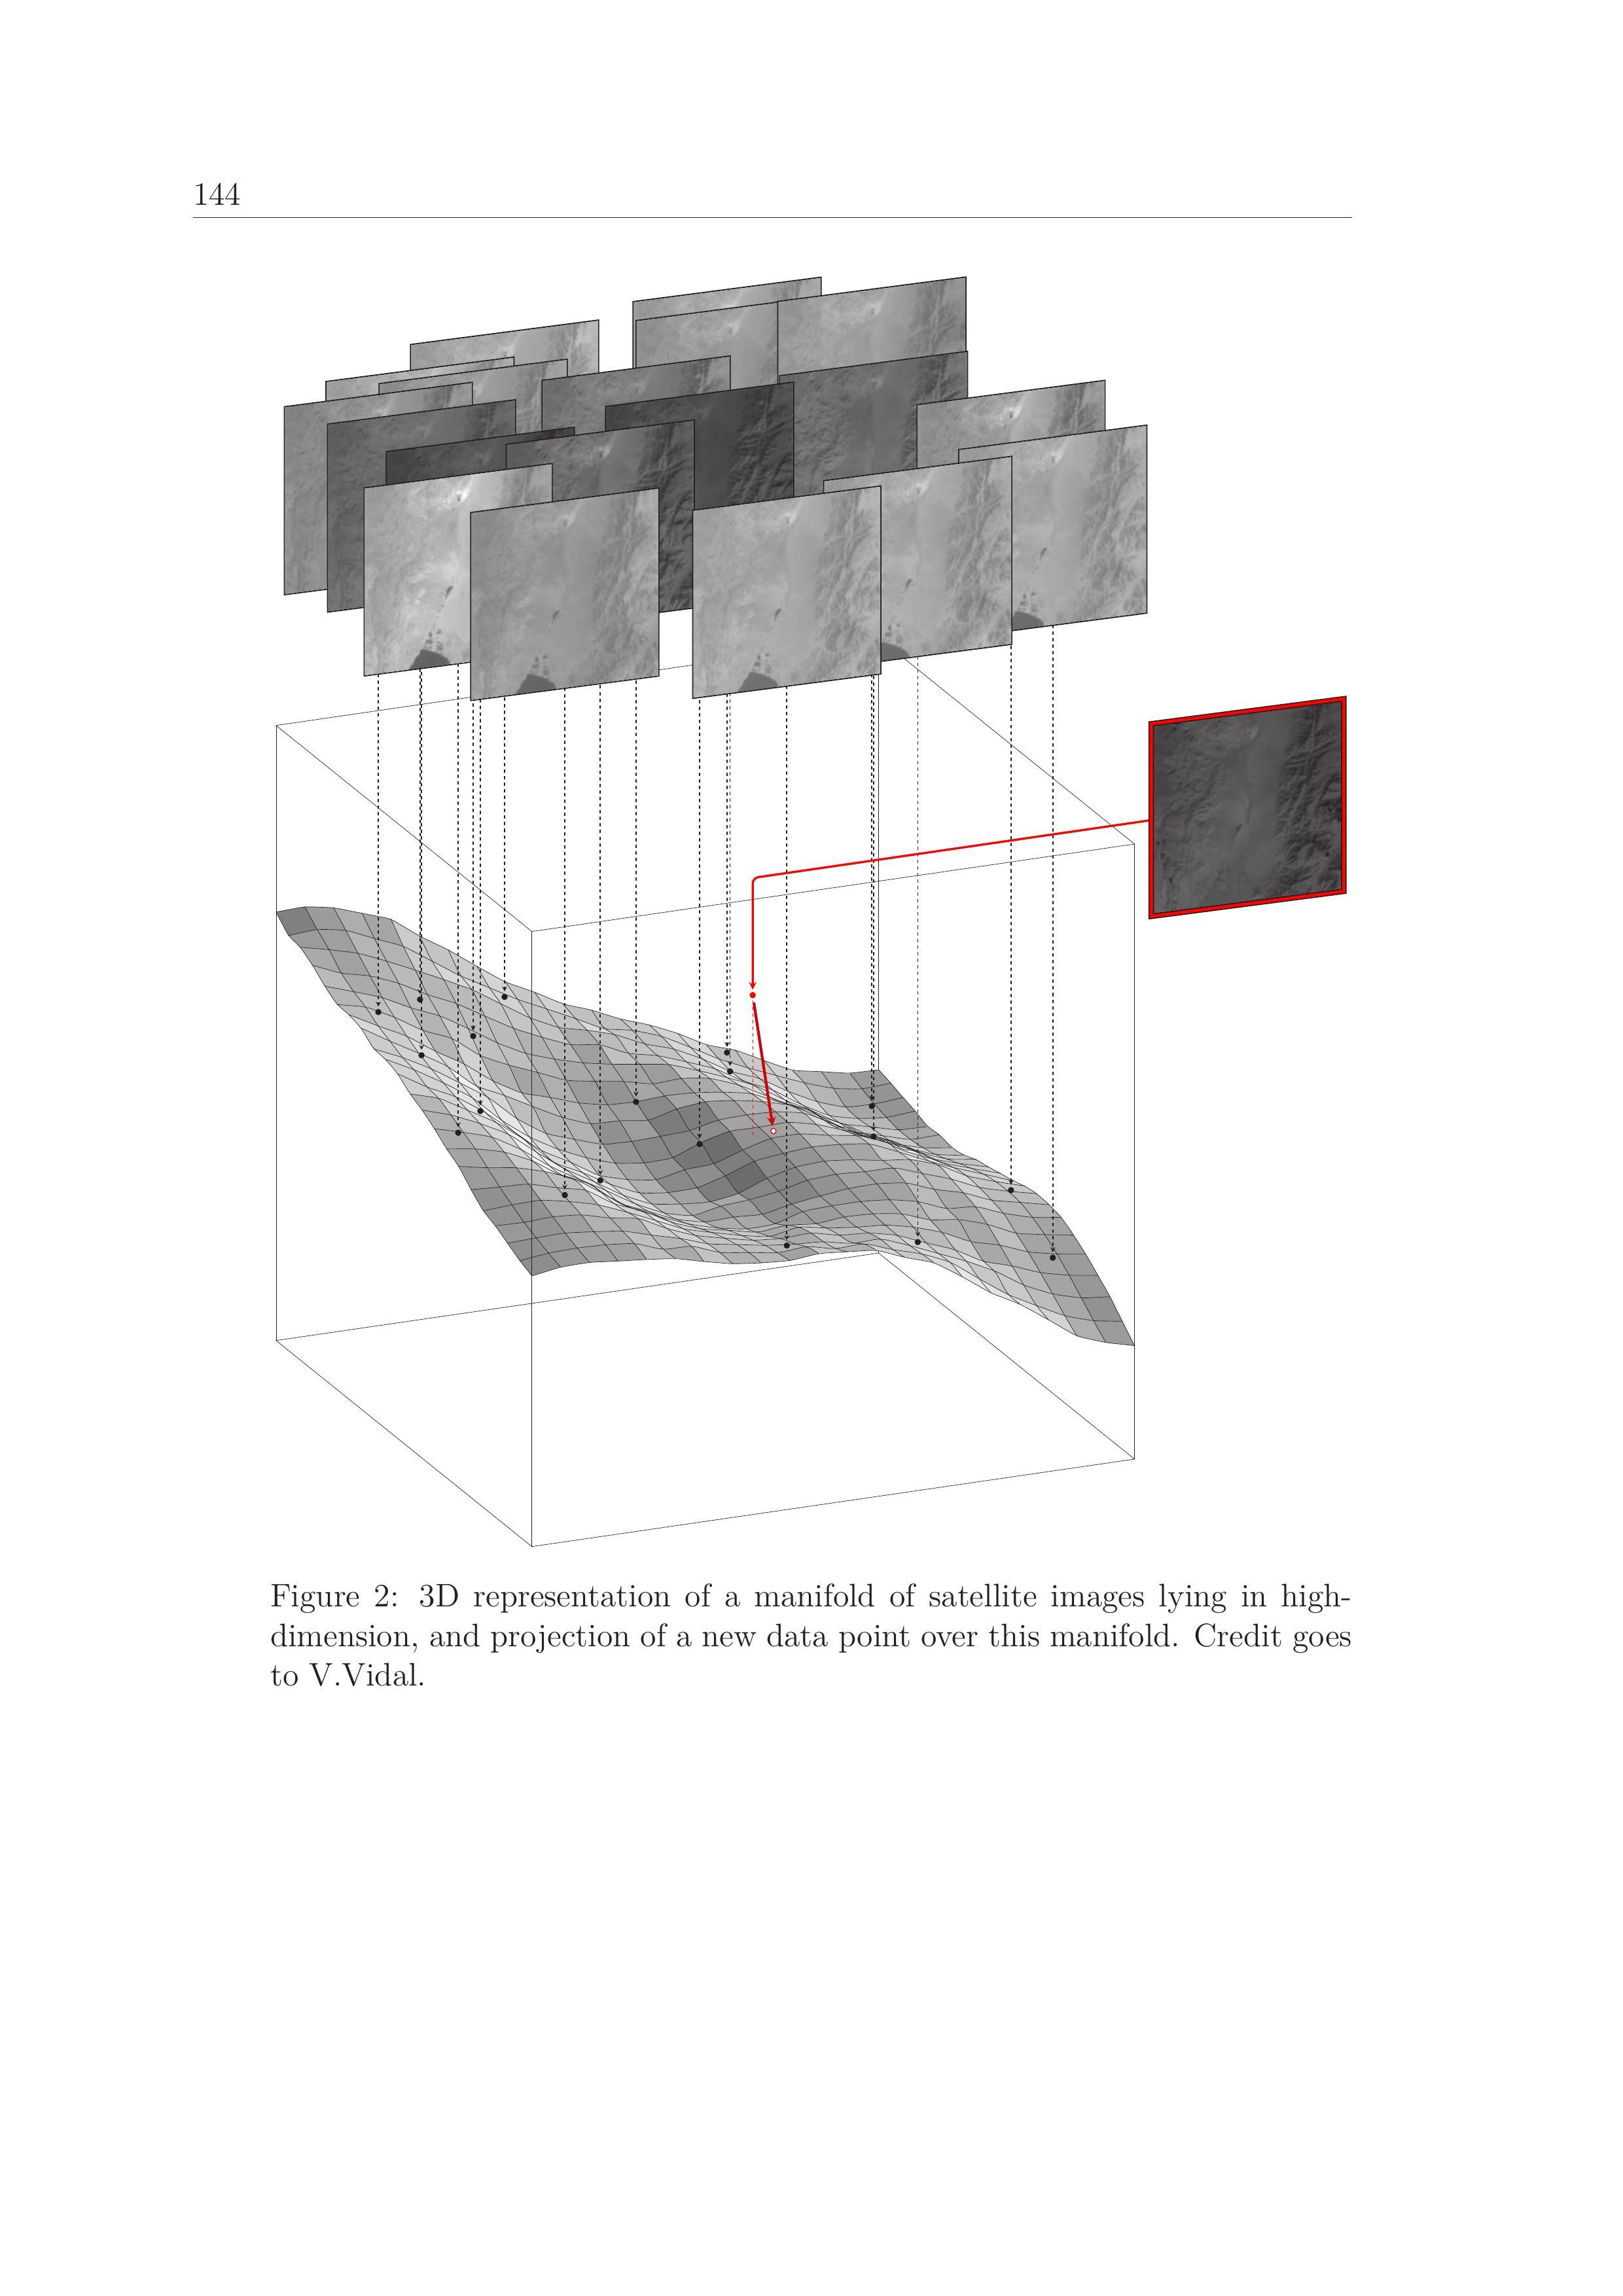 144
Figure 2: 3D representation of a manifold of satellite images lying in high-
dimension, and projection of a new data point over this manifold. Credit goes
to V.Vidal.